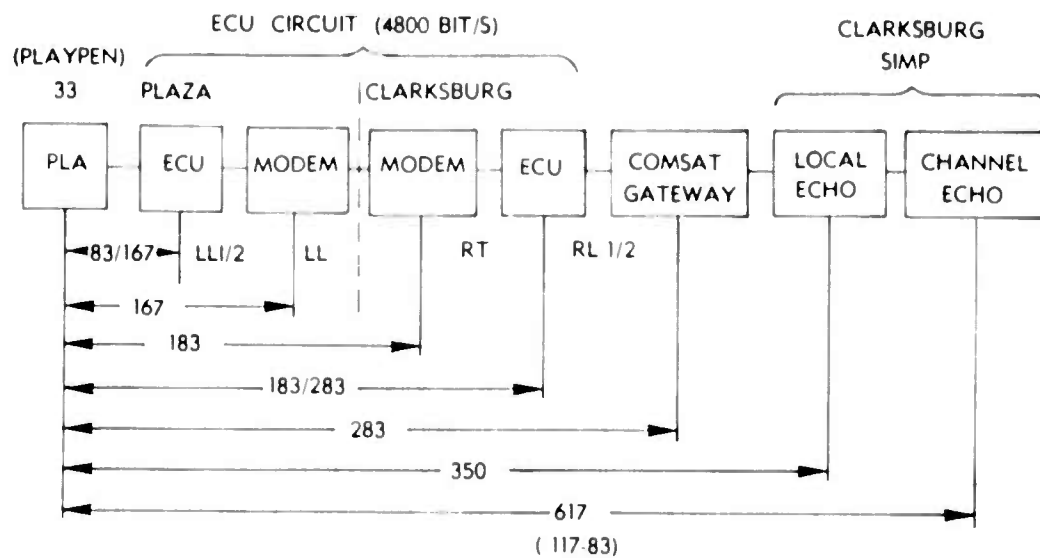 ECU CIRCUIT (4800 BIT/S)
CLARKSBURG
SIMP
(PLAYPEN)
33
PLAZA
CLARKSBURG
PLA
ECU
MODEM
MODEM
ECU
COMSAT
GATEWAY
LOCAL
ECHO
CHANNEL
ECHO
83/167
LL1/2
LL
RT
RL 1/2
167
183
183/283
283
350
617
(117-83)